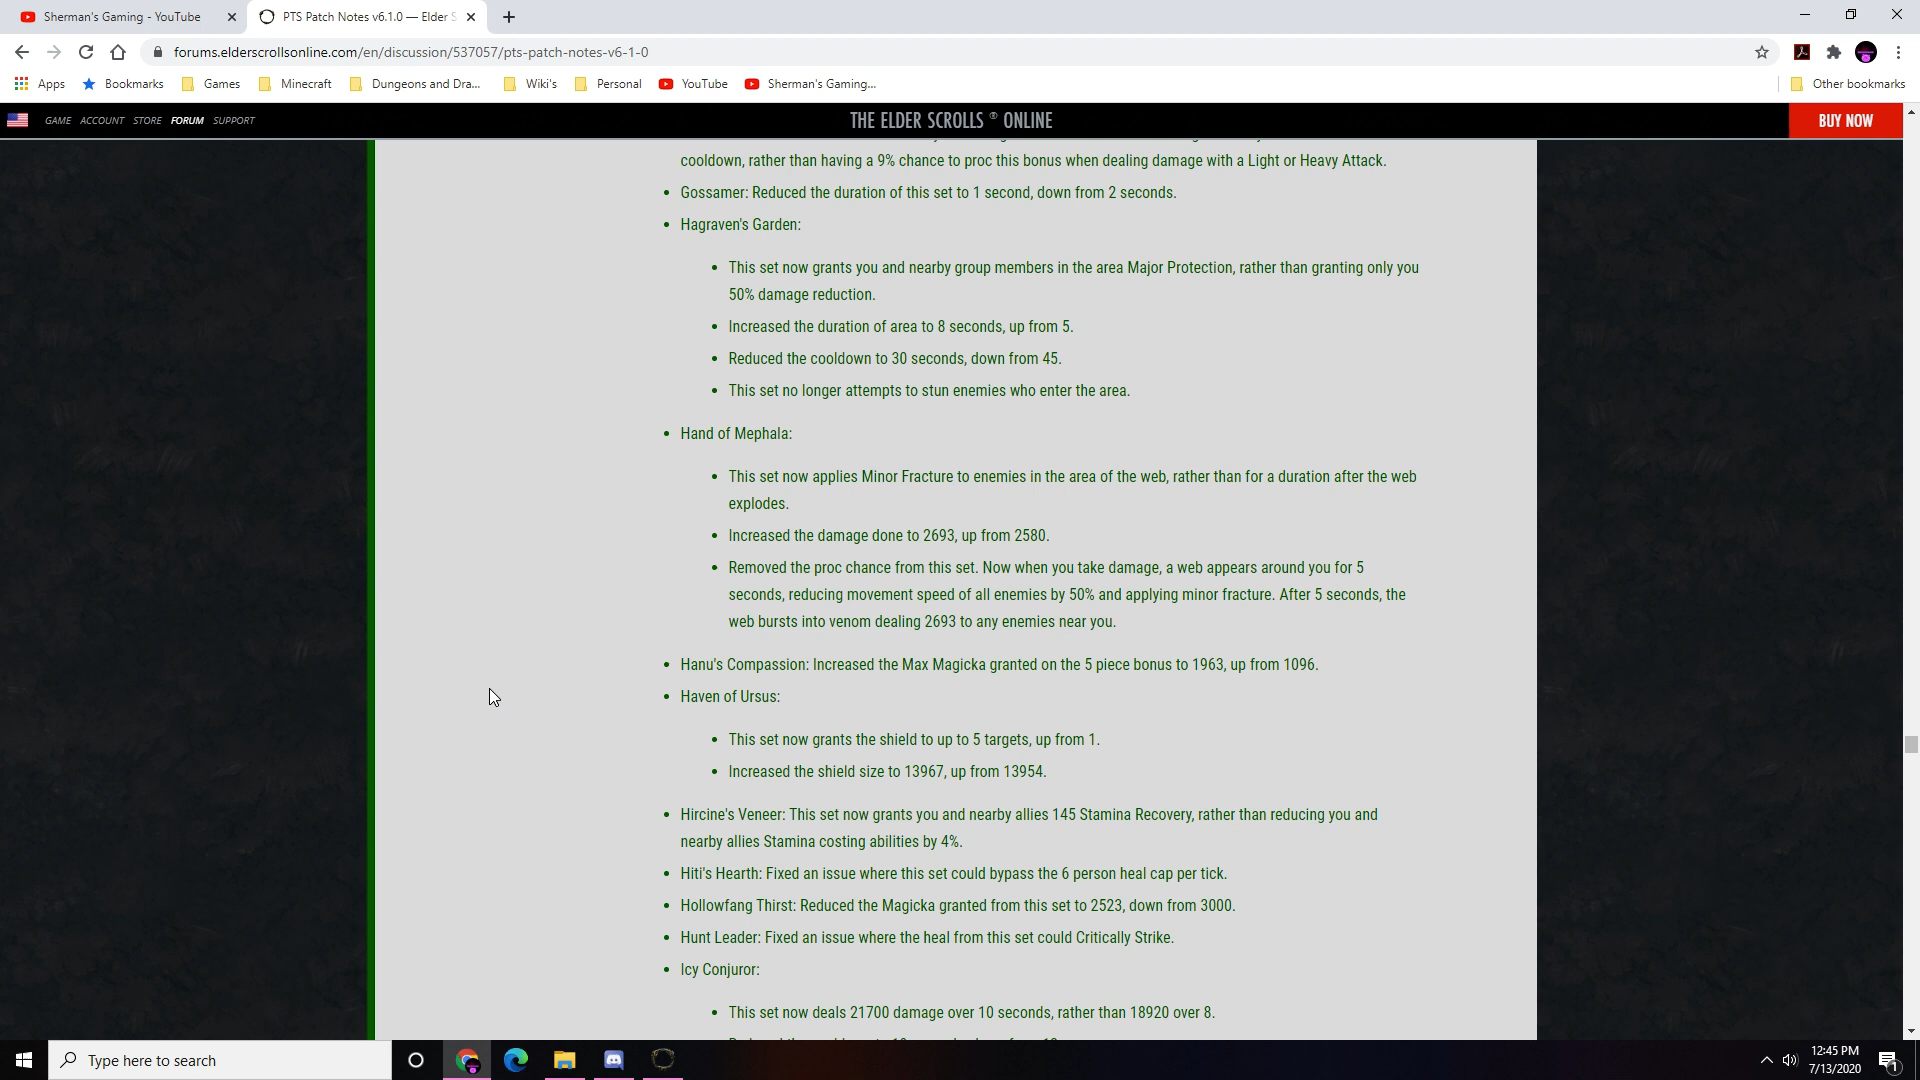 Sherman's Gaming - YouTube
PTS Patch Notes v6.1.0 — Elder S
forums.elderscrollsonline.com/en/discussion/537057/pts-patch-notes-v6-1-0
Apps Bookmarks Games Minecraft Dungeons and Dra... Wiki's Personal YouTube Sherman's Gaming... Other bookmarks
GAME ACCOUNT STORE FORUM SUPPORT THE ELDER SCROLLS ® ONLINE BUY NOW
cooldown, rather than having a 9% chance to proc this bonus when dealing damage with a Light or Heavy Attack.
• Gossamer: Reduced the duration of this set to 1 second, down from 2 seconds.
• Hagraven's Garden:
• This set now grants you and nearby group members in the area Major Protection, rather than granting only you
50% damage reduction.
• Increased the duration of area to 8 seconds, up from 5.
• Reduced the cooldown to 30 seconds, down from 45.
• This set no longer attempts to stun enemies who enter the area.
• Hand of Mephala:
• This set now applies Minor Fracture to enemies in the area of the web, rather than for a duration after the web
explodes.
• Increased the damage done to 2693, up from 2580.
• Removed the proc chance from this set. Now when you take damage, a web appears around you for 5
seconds, reducing movement speed of all enemies by 50% and applying minor fracture. After 5 seconds, the
web bursts into venom dealing 2693 to any enemies near you.
• Hanu's Compassion: Increased the Max Magicka granted on the 5 piece bonus to 1963, up from 1096.
• Haven of Ursus:
• This set now grants the shield to up to 5 targets, up from 1.
• Increased the shield size to 13967, up from 13954.
• Hircine's Veneer: This set now grants you and nearby allies 145 Stamina Recovery, rather than reducing you and
nearby allies Stamina costing abilities by 4%.
• Hiti's Hearth: Fixed an issue where this set could bypass the 6 person heal cap per tick.
• Hollowfang Thirst: Reduced the Magicka granted from this set to 2523, down from 3000.
• Hunt Leader: Fixed an issue where the heal from this set could Critically Strike.
• Icy Conjuror:
• This set now deals 21700 damage over 10 seconds, rather than 18920 over 8.
Type here to search
12:45 PM
7/13/2020
1